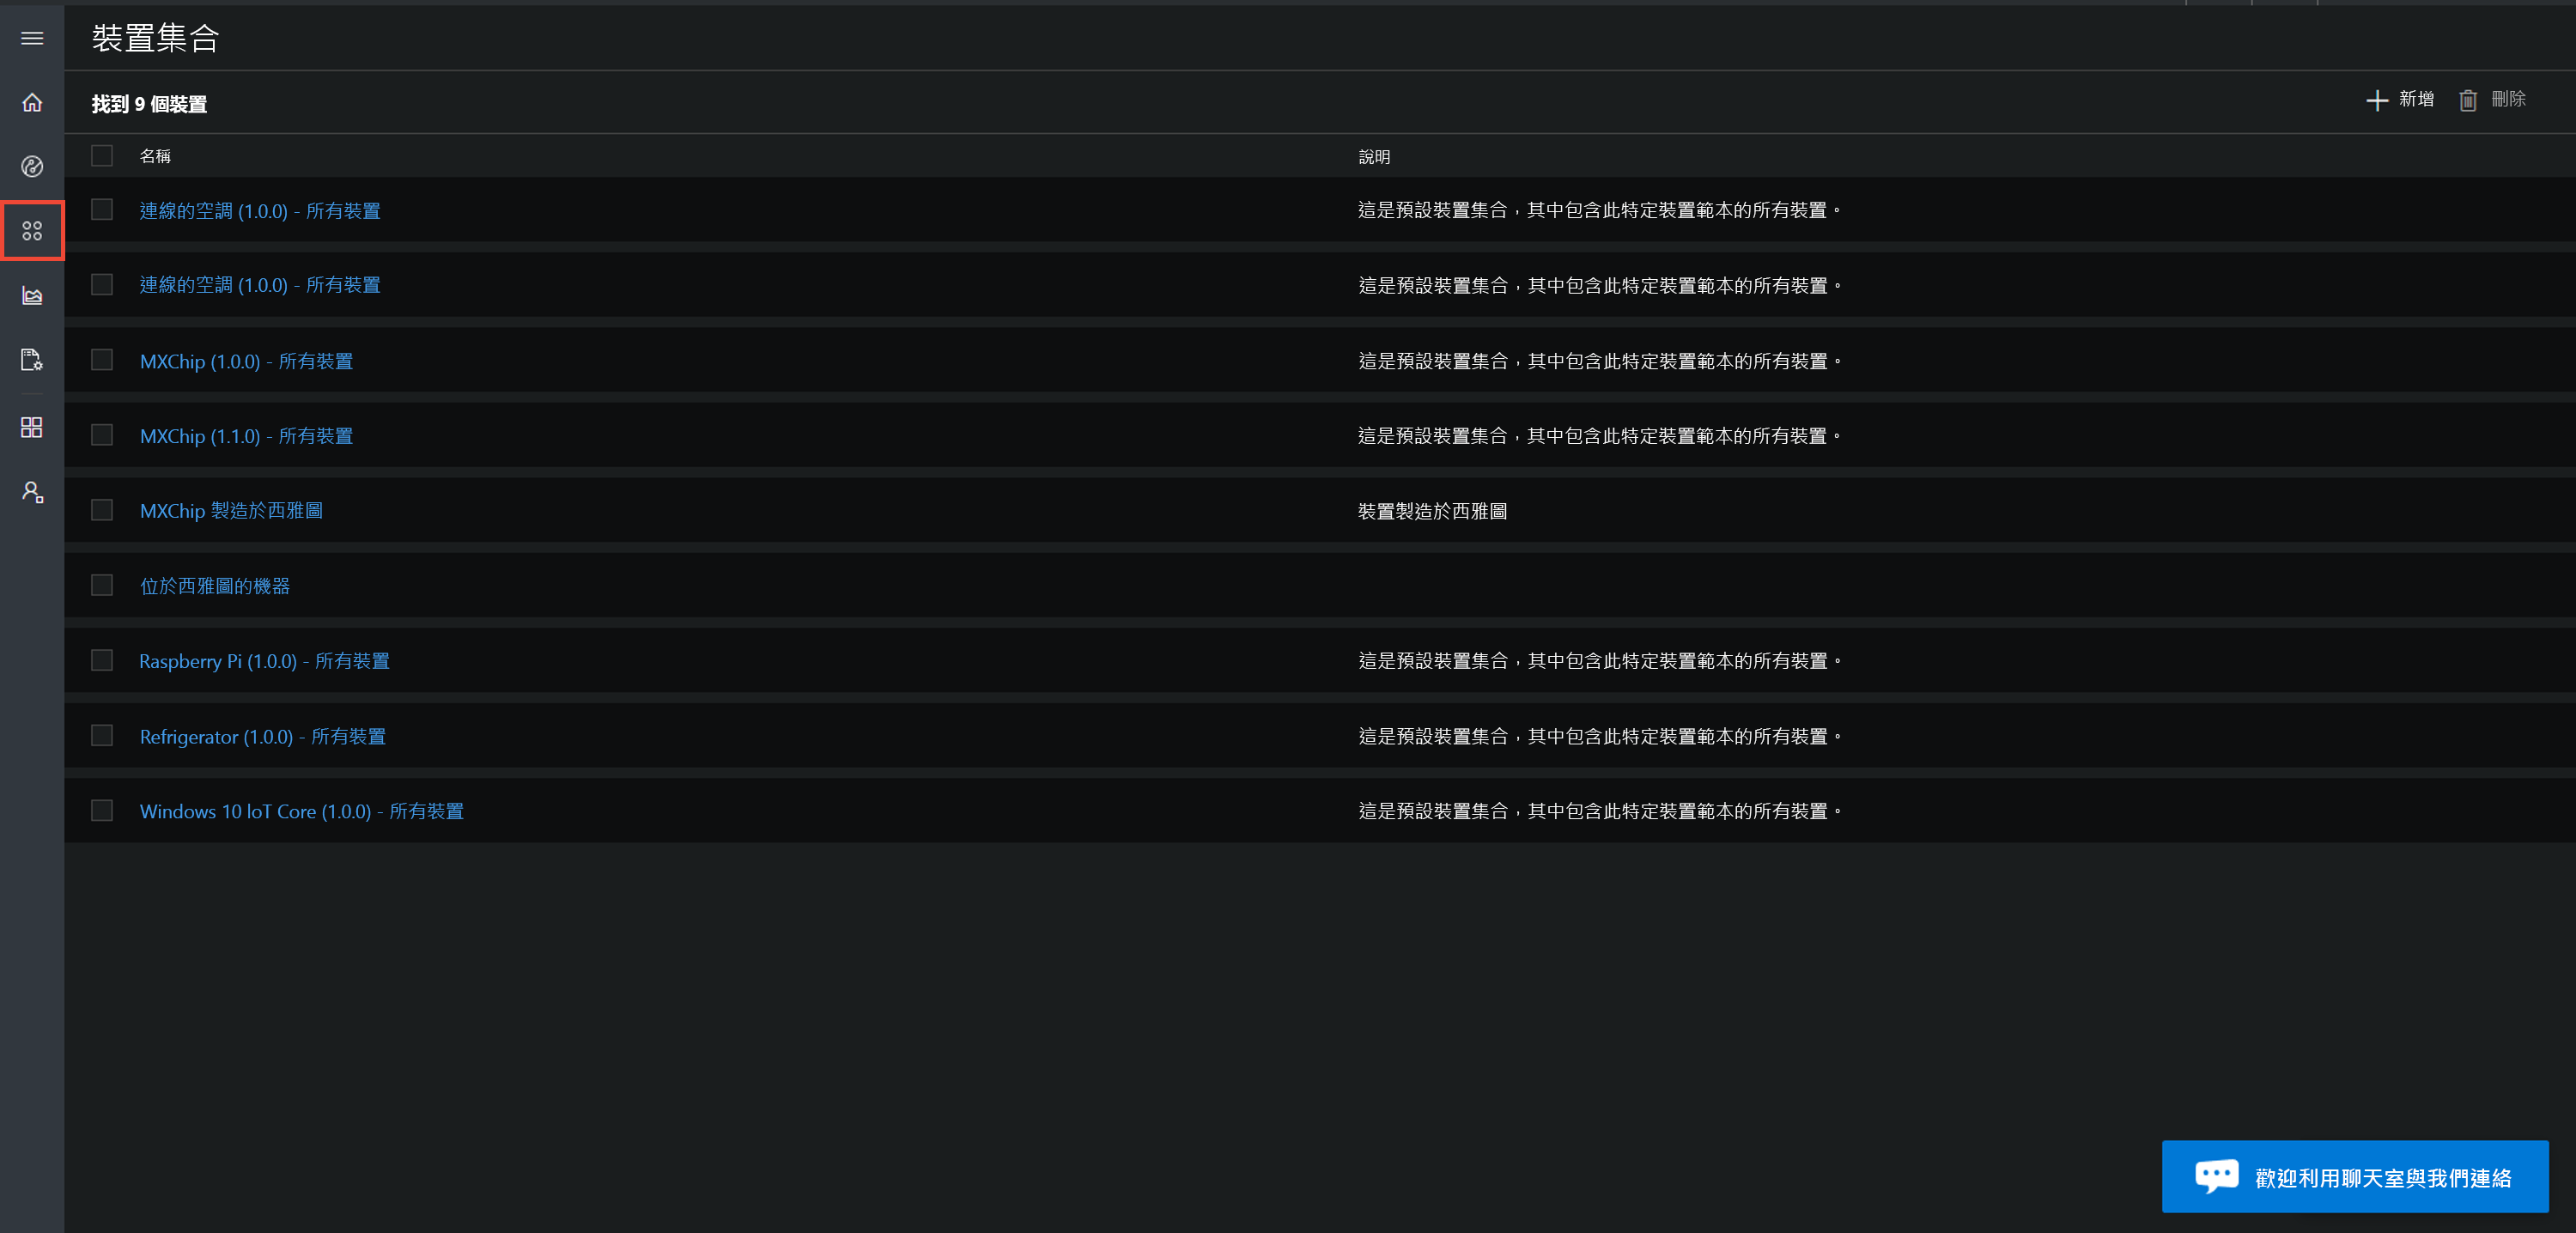 裝置集合
找到 9 個裝置
新增 刪除
名稱 說明
連線的空調 (1.0.0) - 所有裝置 這是預設裝置集合，其中包含此特定裝置範本的所有裝置。
連線的空調 (1.0.0) - 所有裝置 這是預設裝置集合，其中包含此特定裝置範本的所有裝置。
MXChip (1.0.0) - 所有裝置 這是預設裝置集合，其中包含此特定裝置範本的所有裝置。
MXChip (1.1.0) - 所有裝置 這是預設裝置集合，其中包含此特定裝置範本的所有裝置。
MXChip 製造於西雅圖 裝置製造於西雅圖
位於西雅圖的機器
Raspberry Pi (1.0.0) - 所有裝置 這是預設裝置集合，其中包含此特定裝置範本的所有裝置。
Refrigerator (1.0.0) - 所有裝置 這是預設裝置集合，其中包含此特定裝置範本的所有裝置。
Windows 10 loT Core (1.0.0) - 所有裝置 這是預設裝置集合，其中包含此特定裝置範本的所有裝置。
歡迎利用聊天室與我們連絡